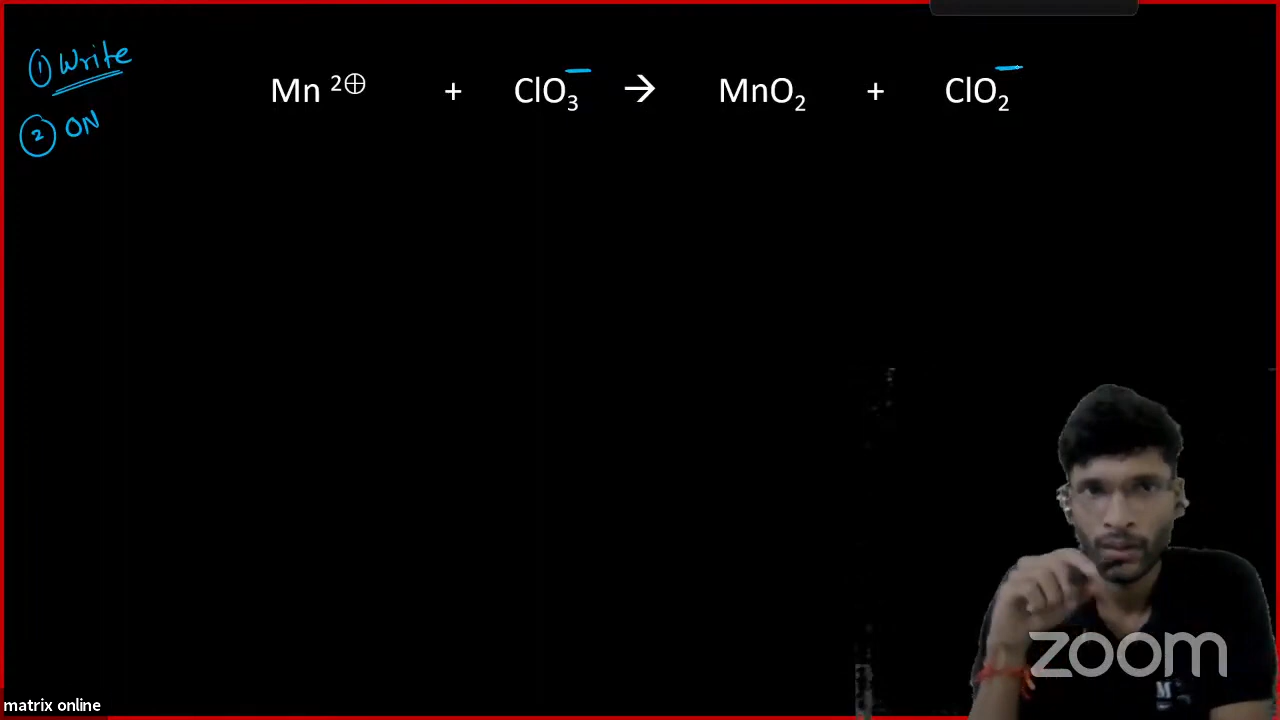 ① Write
Mn ²⊕ + ClO₃⁻ → MnO₂ + ClO₂⁻
② ON
zoom
M
matrix online